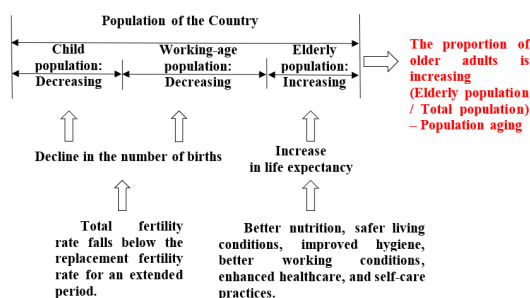 Population of the Country
Child
population:
Decreasing
Working-age
population:
Decreasing
Elderly
population:
Increasing
The proportion of
older adults is
increasing
(Elderly population
/ Total population)
– Population aging
Decline in the number of births
Increase
in life expectancy
Total fertility
rate falls below the
replacement fertility
rate for an extended
period.
Better nutrition, safer living
conditions, improved hygiene,
better working conditions,
enhanced healthcare, and self-care
practices.